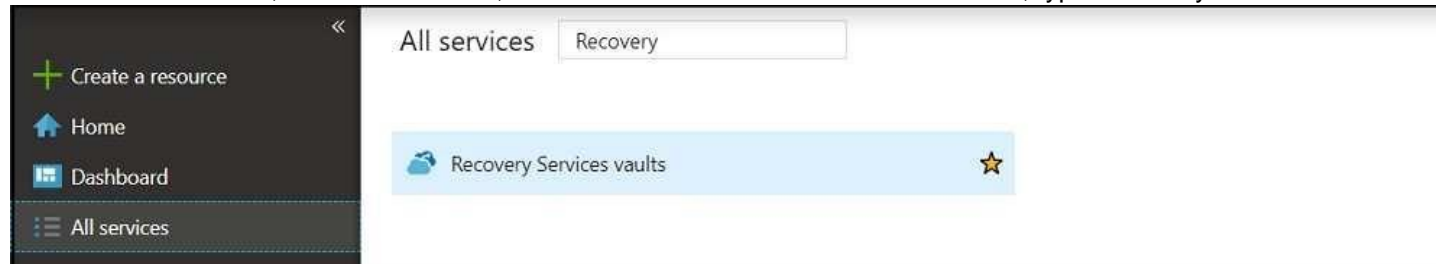 «
All services
Recovery
Create a resource
Home
Recovery Services vaults
Dashboard
All services